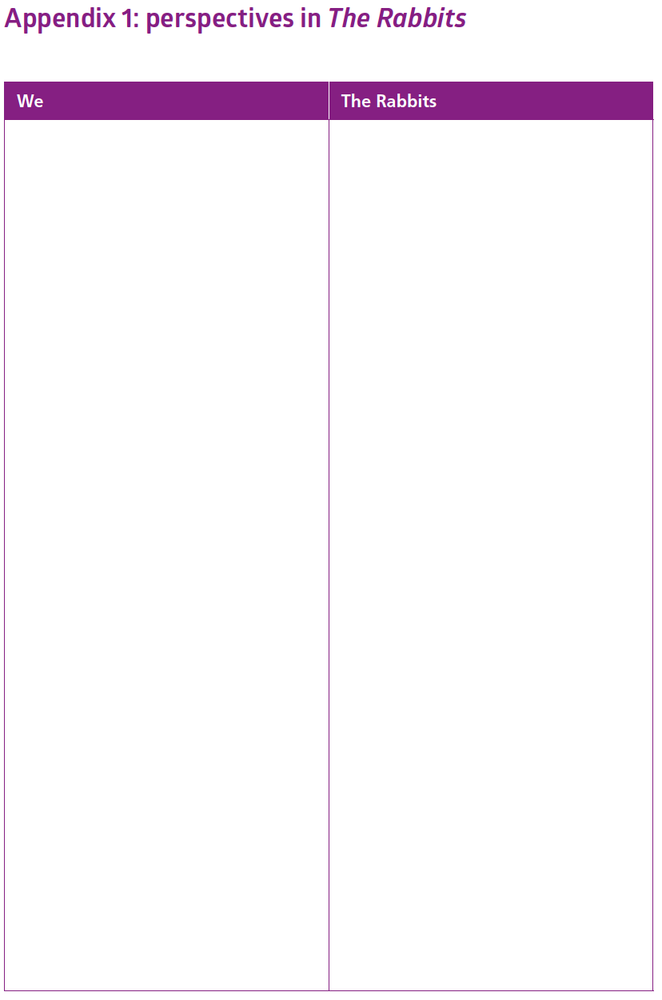 Appendix 1: perspectives in The Rabbits
We
The Rabbits